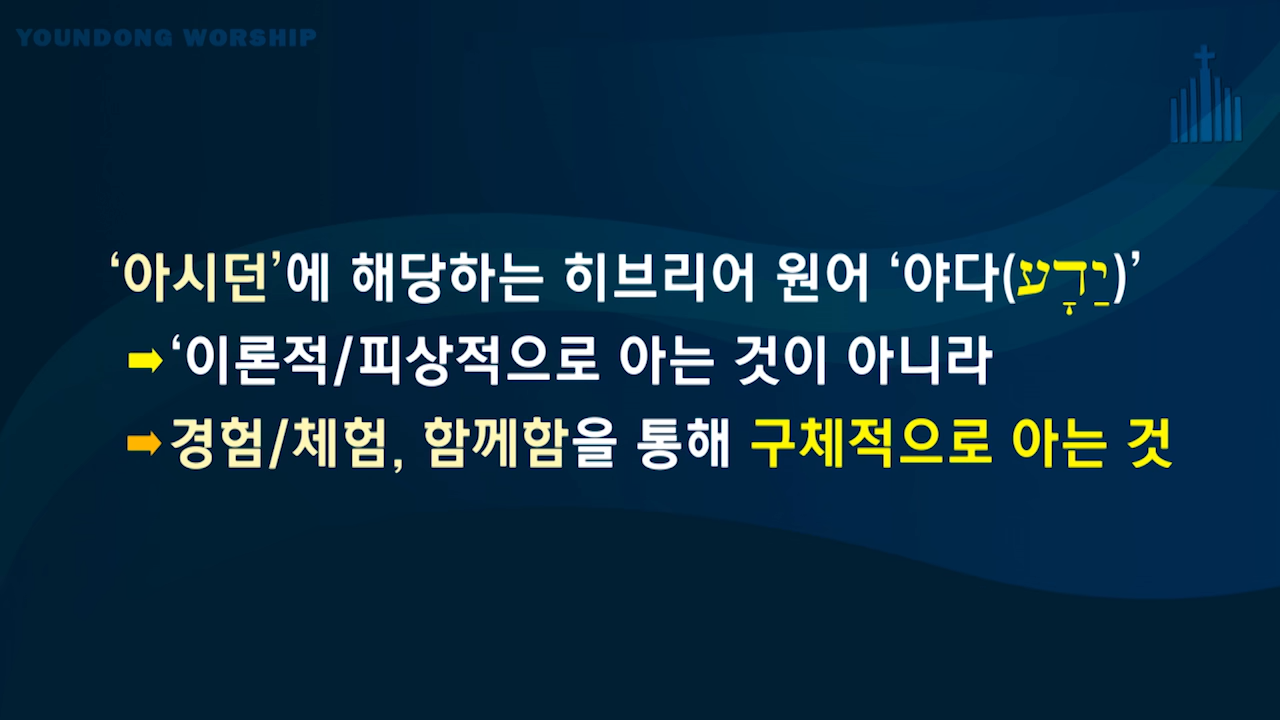 YOUNDONG WORSHIP
‘아시던’에 해당하는 히브리어 원어 ‘야다(יַדָע)’
➡‘이론적/피상적으로 아는 것이 아니라
➡경험/체험, 함께함을 통해 구체적으로 아는 것